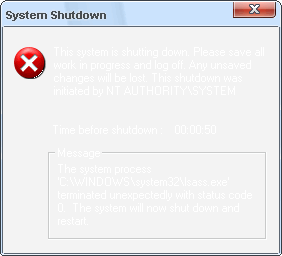 System Shutdown
This system is shutting down. Please save all
work in progress and log off. Any unsaved
changes will be lost. This shutdown was
initiated by NT AUTHORITY\SYSTEM
Time before shutdown : 00:00:50
Message
The system process
'C:\WINDOWS\system32\lsass.exe'
terminated unexpectedly with status code
0. The system will now shut down and
restart.